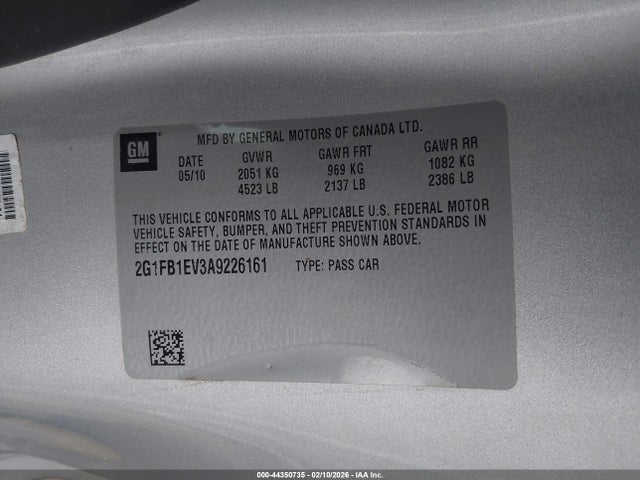 GM
MFD BY GENERAL MOTORS OF CANADA LTD.
DATE GVWR GAWR FRT GAWR RR
05/10 2051 KG 969 KG 1082 KG
4523 LB 2137 LB 2386 LB
THIS VEHICLE CONFORMS TO ALL APPLICABLE U.S. FEDERAL MOTOR
VEHICLE SAFETY, BUMPER, AND THEFT PREVENTION STANDARDS IN
EFFECT ON THE DATE OF MANUFACTURE SHOWN ABOVE.
2G1FB1EV3A9226161 TYPE: PASS CAR
000-44350735 - 02/10/2026 - IAA Inc.